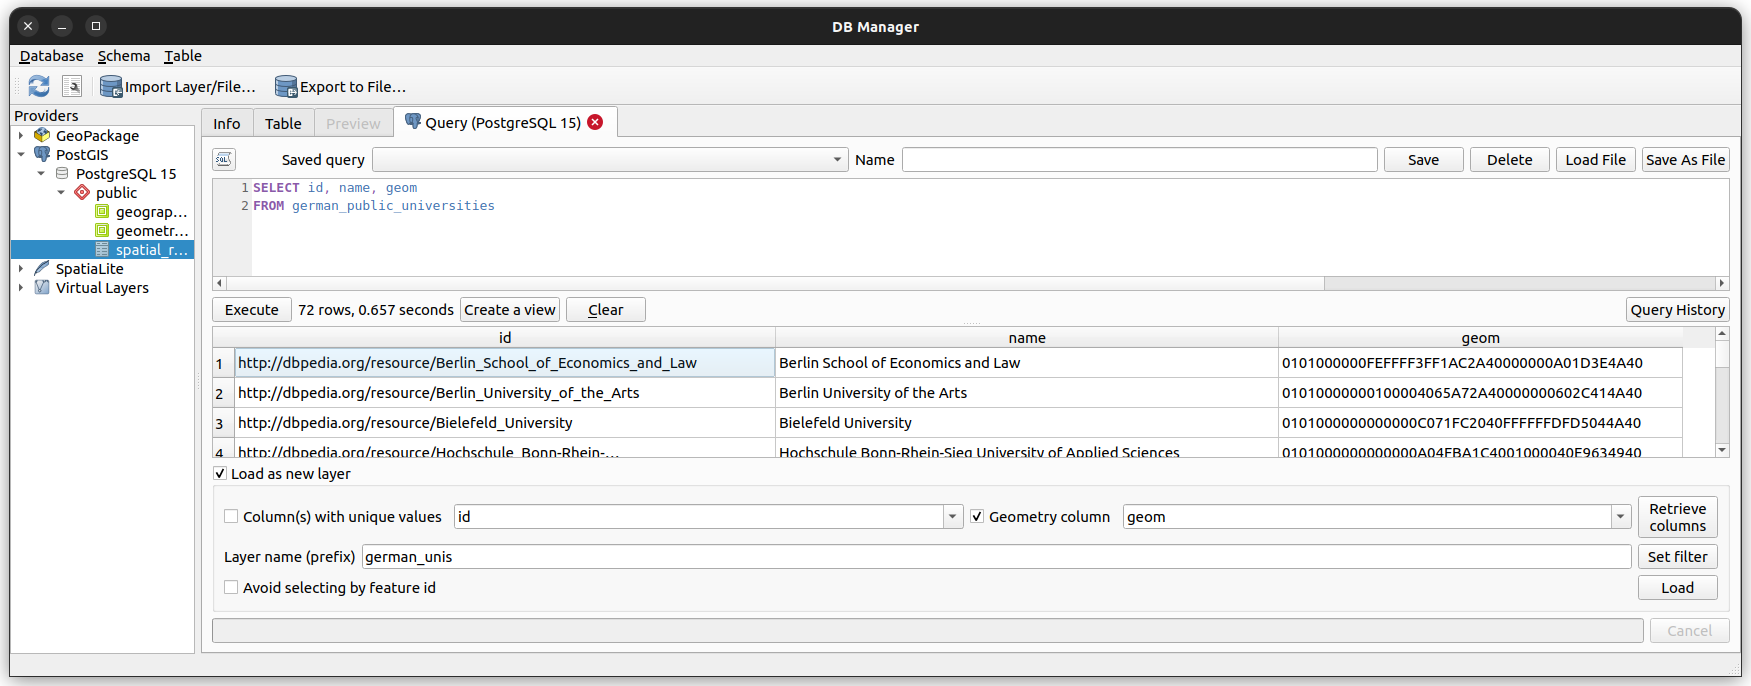 DB Manager
Database Schema Table
Import Layer/File... Export to File...
Providers
GeoPackage
PostGIS
PostgreSQL 15
public
geograp...
geometr...
spatial_r...
SpatiaLite
Virtual Layers
Info Table Preview Query (PostgreSQL 15)
SQL Saved query Name Save Delete Load File Save As File
1 SELECT id, name, geom
2 FROM german_public_universities
Execute 72 rows, 0.657 seconds Create a view Clear Query History
id name geom
1 http://dbpedia.org/resource/Berlin_School_of_Economics_and_Law Berlin School of Economics and Law 0101000000FEFFFF3FF1AC2A40000000A01D3E4A40
2 http://dbpedia.org/resource/Berlin_University_of_the_Arts Berlin University of the Arts 01010000000100004065A72A40000000602C414A40
3 http://dbpedia.org/resource/Bielefeld_University Bielefeld University 0101000000000000C071FC2040FFFFFFDFD5044A40
4 http://dbpedia.org/resource/Hochschule_Bonn-Rhein-... Hochschule Bonn-Rhein-Sieg University of Applied Sciences 0101000000000000A04FBA1C4001000040E9634940
Load as new layer
Column(s) with unique values id Geometry column geom Retrieve columns
Layer name (prefix) german_unis Set filter
Avoid selecting by feature id Load
Cancel